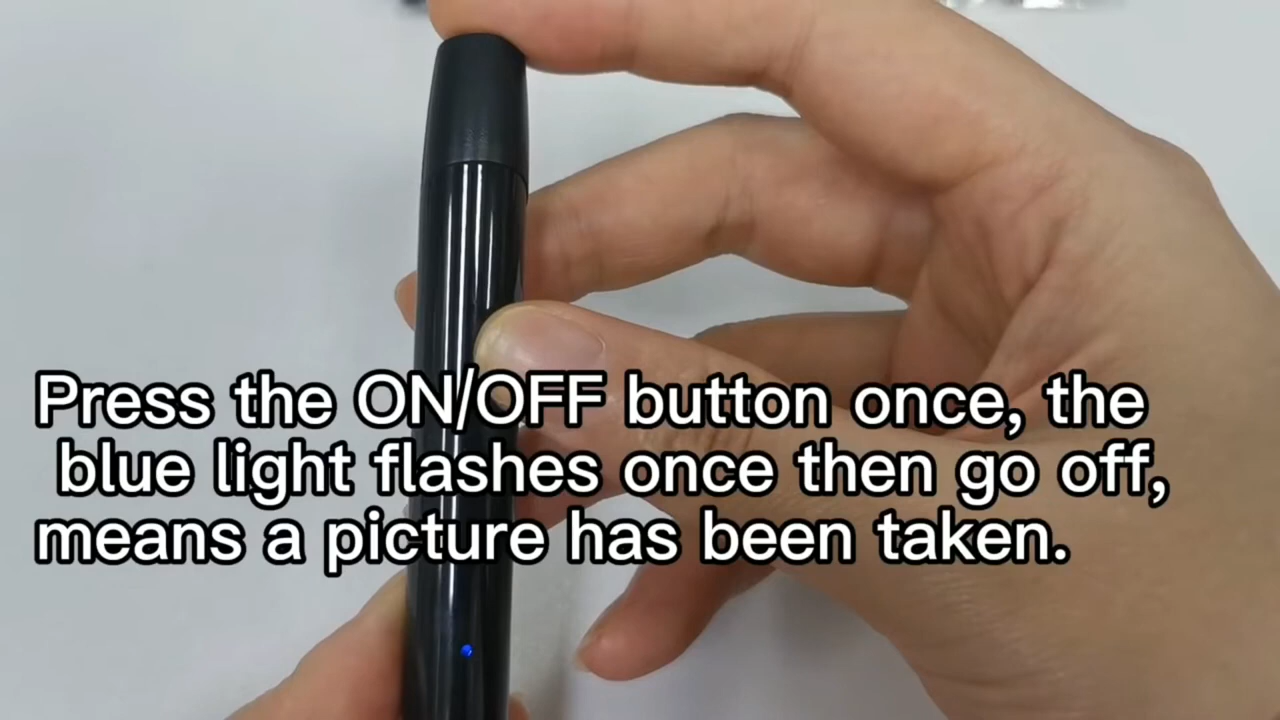 Press the ON/OFF button once, the
blue light flashes once then go off,
means a picture has been taken.